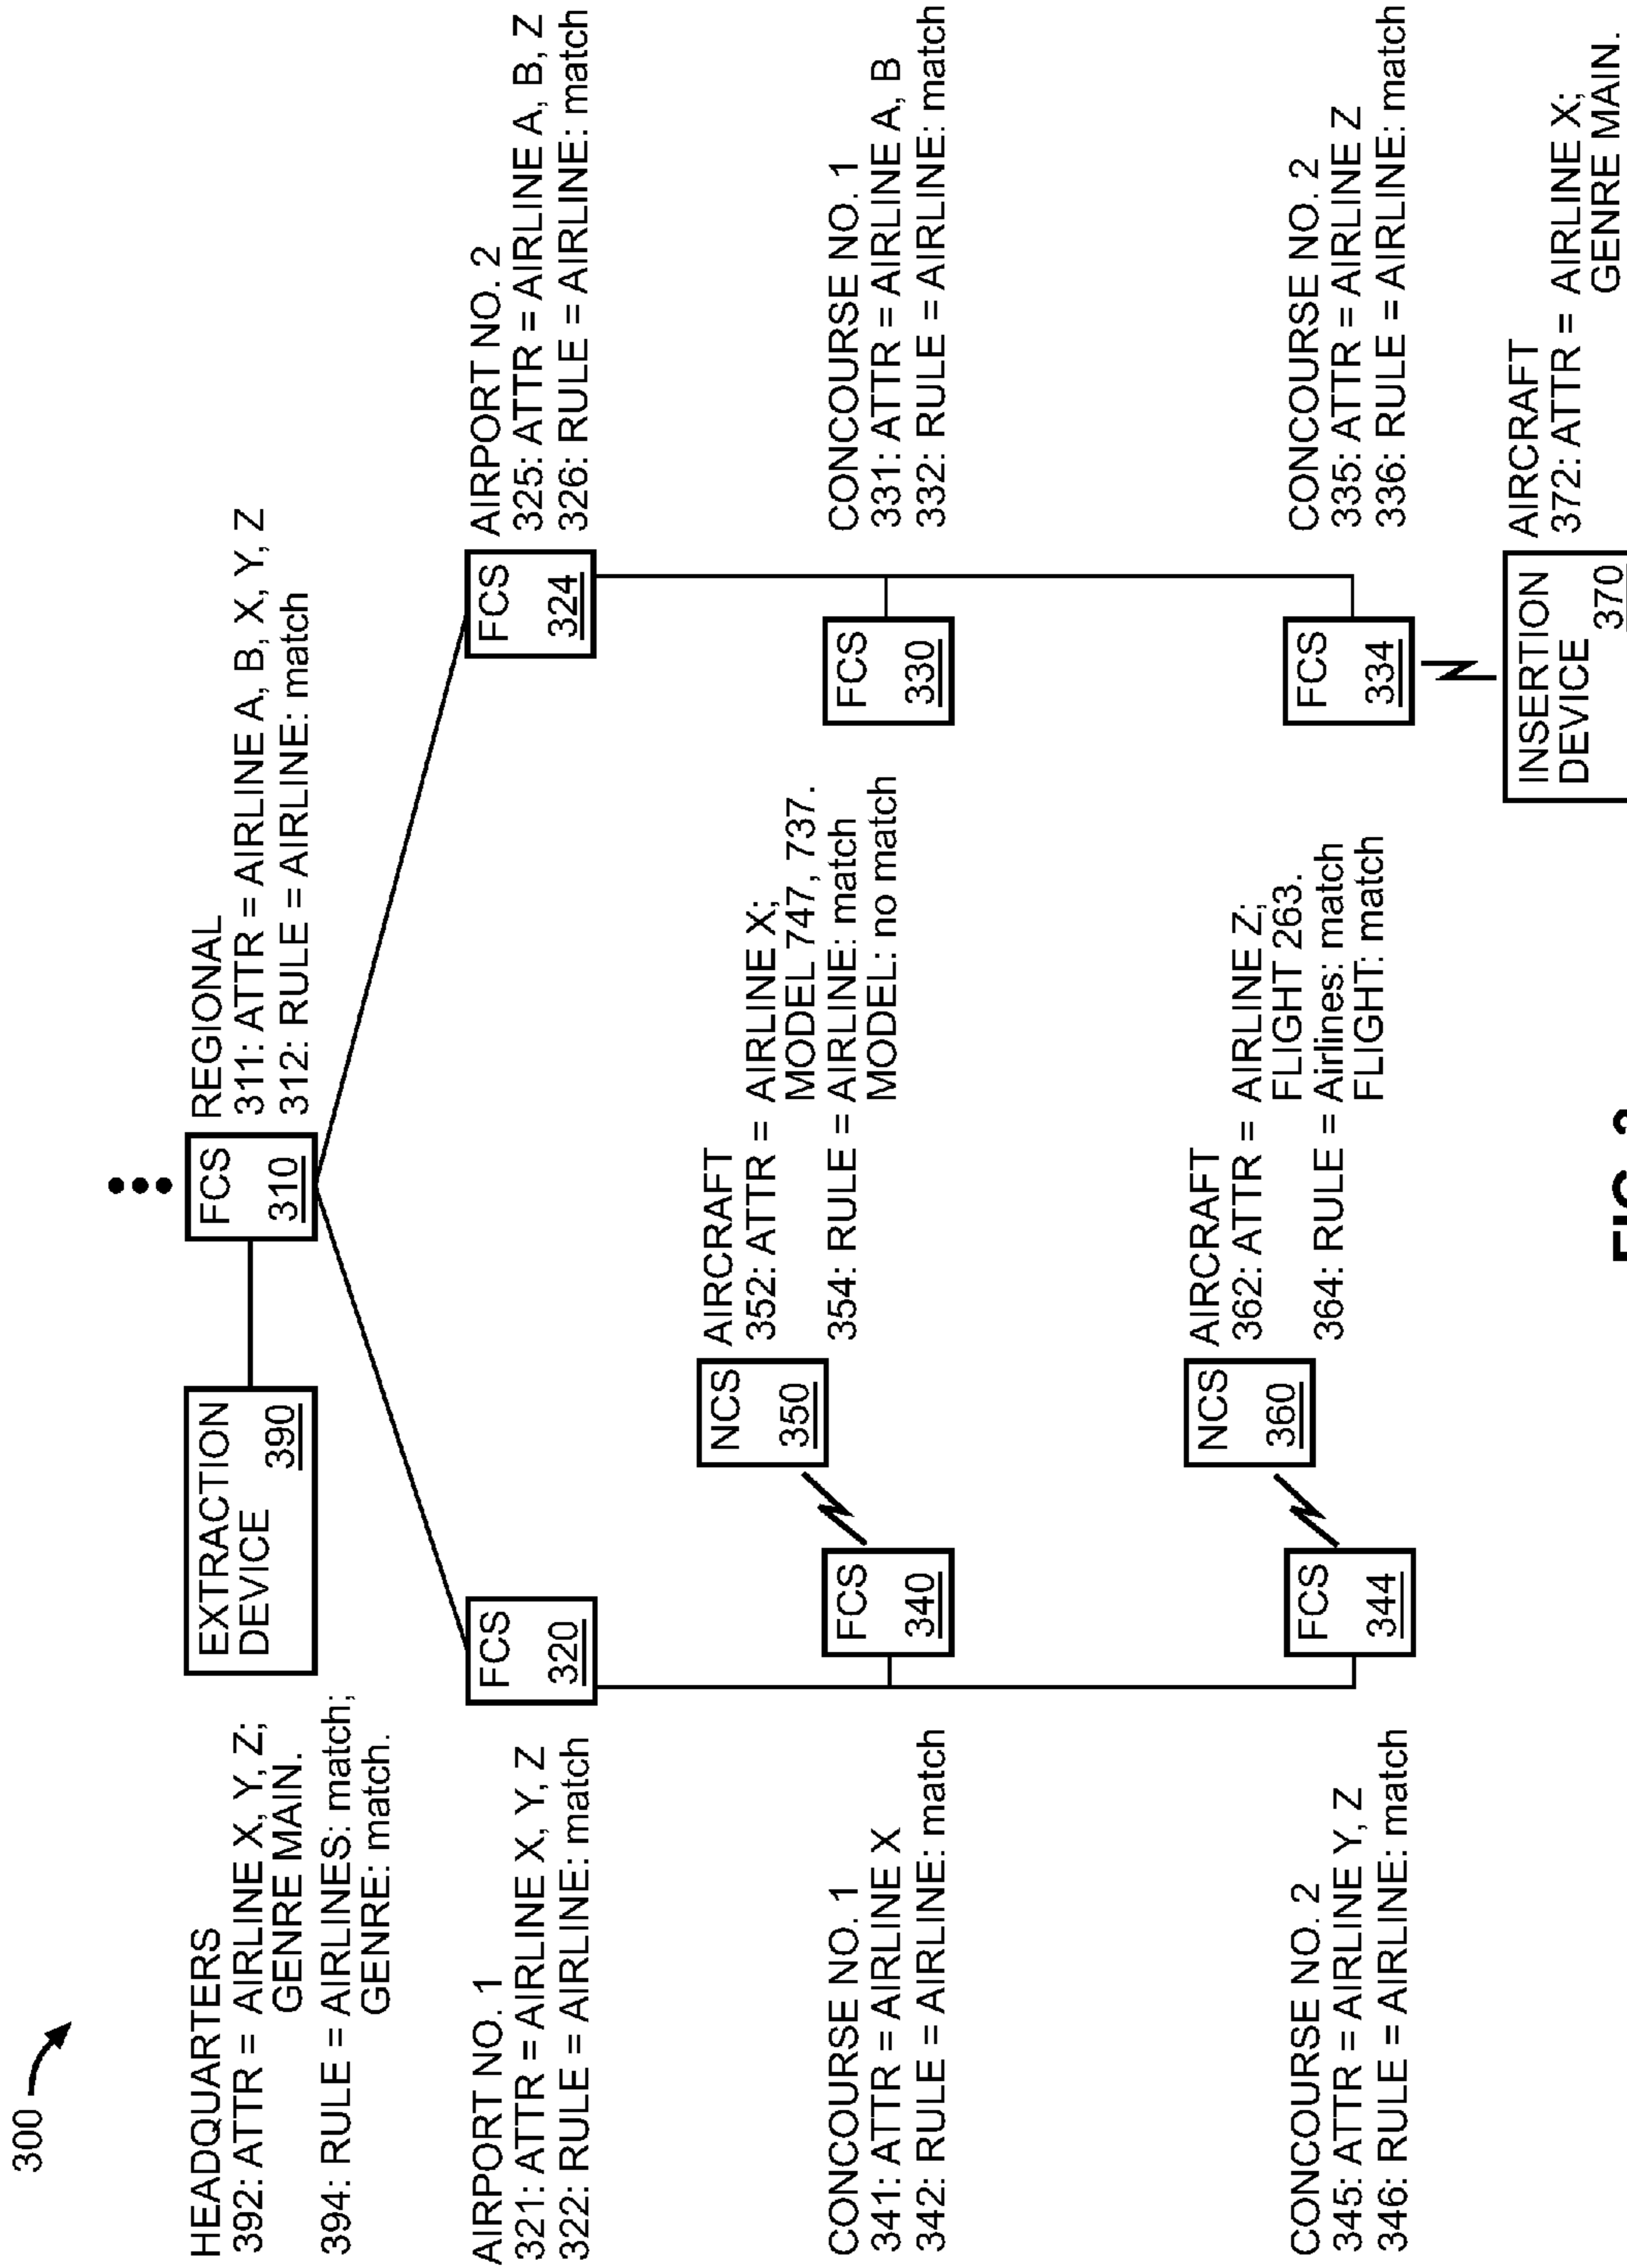 300
HEADQUARTERS
392: ATTR = AIRLINE X, Y, Z;
GENRE MAIN.
394: RULE = AIRLINES: match;
GENRE: match.
EXTRACTION
DEVICE
390
FCS
310
REGIONAL
311: ATTR = AIRLINE A, B, X, Y, Z
312: RULE = AIRLINE: match
AIRPORT NO. 1
321: ATTR = AIRLINE X, Y, Z
322: RULE = AIRLINE: match
FCS
320
FCS
324
AIRPORT NO. 2
325: ATTR = AIRLINE A, B, Z
326: RULE = AIRLINE: match
CONCOURSE NO. 1
341: ATTR = AIRLINE X
342: RULE = AIRLINE: match
FCS
340
NCS
350
AIRCRAFT
352: ATTR = AIRLINE X;
MODEL 747, 737.
354: RULE = AIRLINE: match
MODEL: no match
FCS
330
CONCOURSE NO. 1
331: ATTR = AIRLINE A, B
332: RULE = AIRLINE: match
CONCOURSE NO. 2
345: ATTR = AIRLINE Y, Z
346: RULE = AIRLINE: match
FCS
344
NCS
360
AIRCRAFT
362: ATTR = AIRLINE Z;
FLIGHT 263.
364: RULE = Airlines: match
FLIGHT: match
FCS
334
CONCOURSE NO. 2
335: ATTR = AIRLINE Z
336: RULE = AIRLINE: match
INSERTION
DEVICE
370
AIRCRAFT
372: ATTR = AIRLINE X;
GENRE MAIN.
FIG.